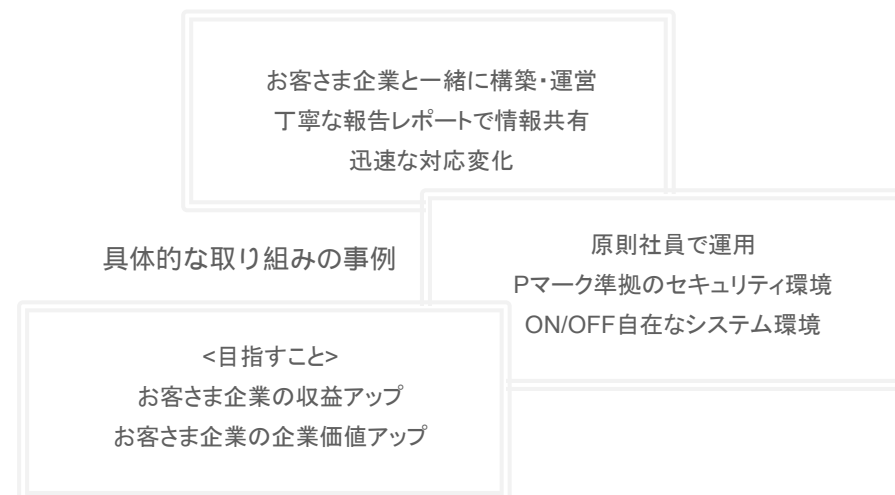 お客さま企業と一緒に構築・運営
丁寧な報告レポートで情報共有
迅速な対応変化
具体的な取り組みの事例
原則社員で運用
Pマーク準拠のセキュリティ環境
ON/OFF自在なシステム環境
<目指すこと>
お客さま企業の収益アップ
お客さま企業の企業価値アップ